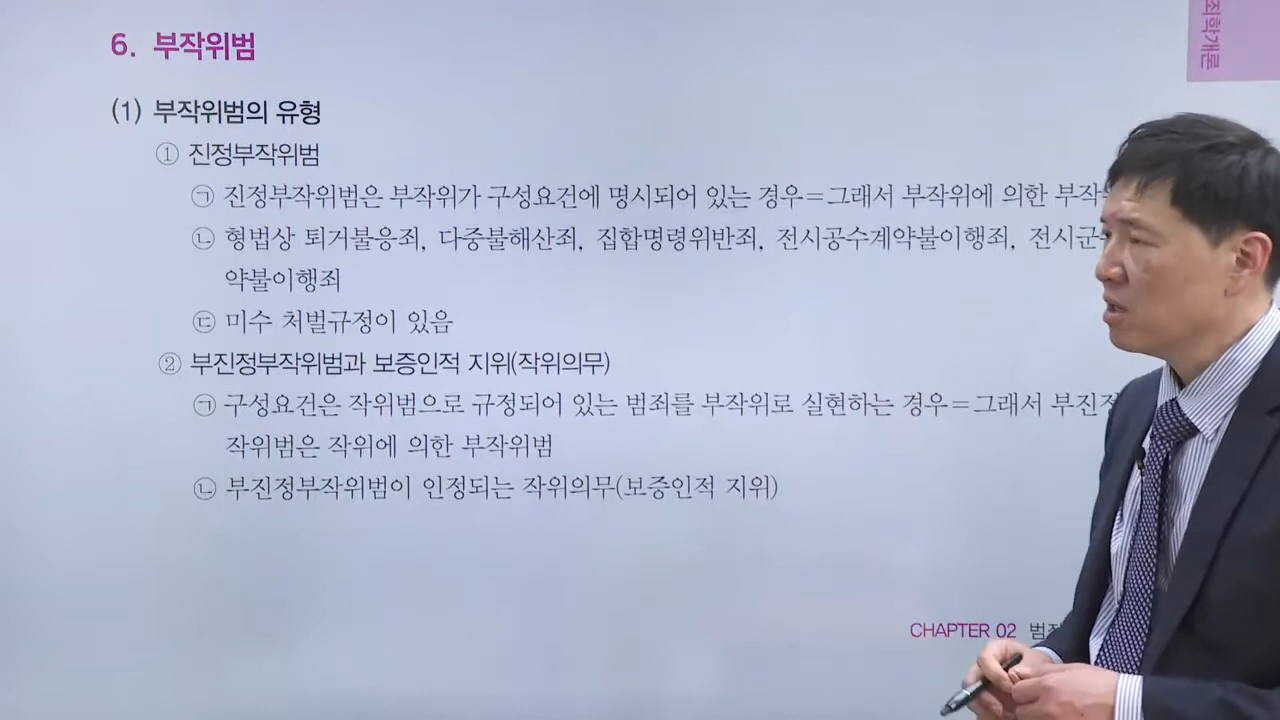 죄학개론
6. 부작위범
(1) 부작위범의 유형
① 진정부작위범
㉠ 진정부작위범은 부작위가 구성요건에 명시되어 있는 경우=그래서 부작위에 의한
㉡ 형법상 퇴거불응죄, 다중불해산죄, 집합명령위반죄, 전시공수계약불이행죄,
약불이행죄
㉢ 미수 처벌규정이 있음
② 부진정부작위범과 보증인적 지위(작위의무)
㉠ 구성요건은 작위범으로 규정되어 있는 범죄를 부작위로 실현하는 경우=그래서
작위범은 작위에 의한 부작위범
㉡ 부진정부작위범이 인정되는 작위의무(보증인적 지위)
CHAPTER 02